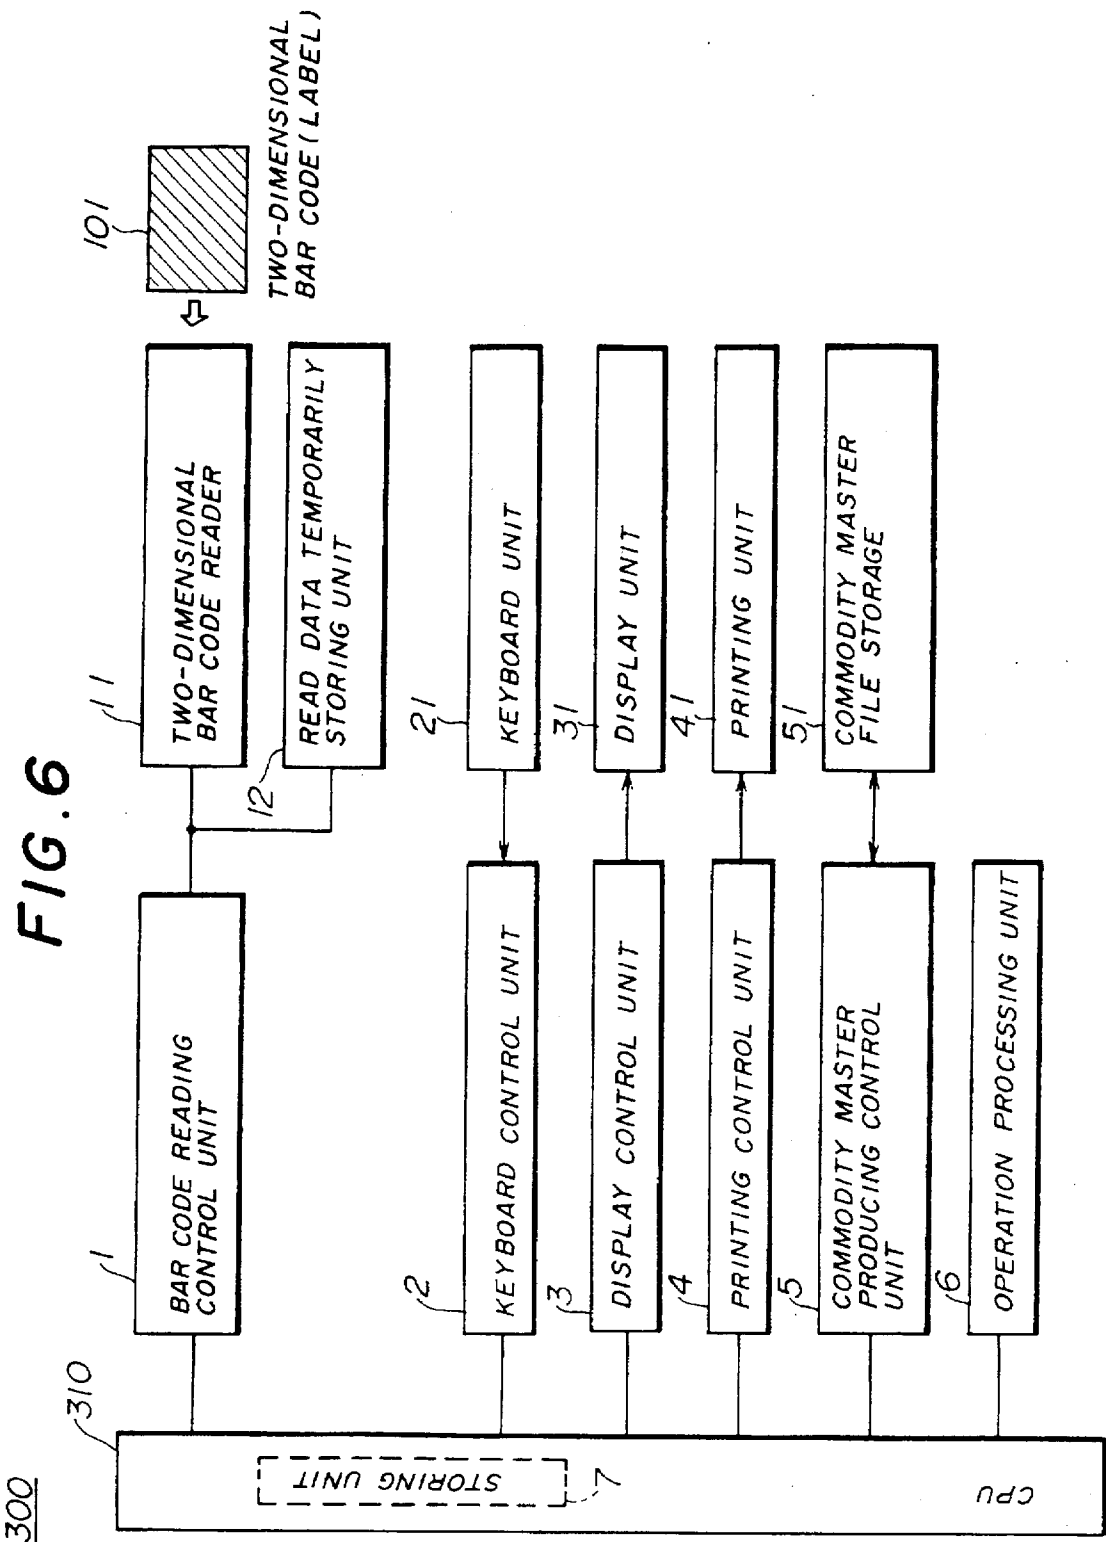 FIG. 6
300
310
CPU
STORING UNIT
7
1
BAR CODE READING
CONTROL UNIT
11
TWO-DIMENSIONAL
BAR CODE READER
101
TWO-DIMENSIONAL
BAR CODE (LABEL)
12
READ DATA TEMPORARILY
STORING UNIT
2
KEYBOARD CONTROL UNIT
21
KEYBOARD UNIT
3
DISPLAY CONTROL UNIT
31
DISPLAY UNIT
4
PRINTING CONTROL UNIT
41
PRINTING UNIT
5
COMMODITY MASTER
PRODUCING CONTROL
UNIT
51
COMMODITY MASTER
FILE STORAGE
6
OPERATION PROCESSING UNIT